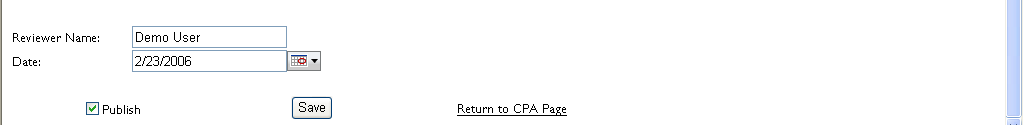 Reviewer Name: Demo User
Date: 2/23/2006
Publish Save Return to CPA Page